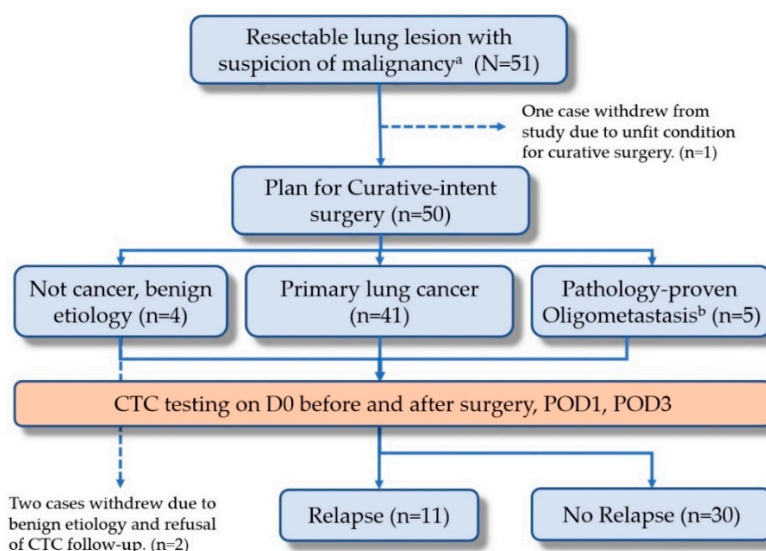 Resectable lung lesion with
suspicion of malignancyᵃ (N=51)
One case withdrew from
study due to unfit condition
for curative surgery. (n=1)
Plan for Curative-intent
surgery (n=50)
Not cancer, benign
etiology (n=4)
Primary lung cancer
(n=41)
Pathology-proven
Oligometastasisᵇ (n=5)
CTC testing on D0 before and after surgery, POD1, POD3
Two cases withdrew due to
benign etiology and refusal
of CTC follow-up. (n=2)
Relapse (n=11)
No Relapse (n=30)